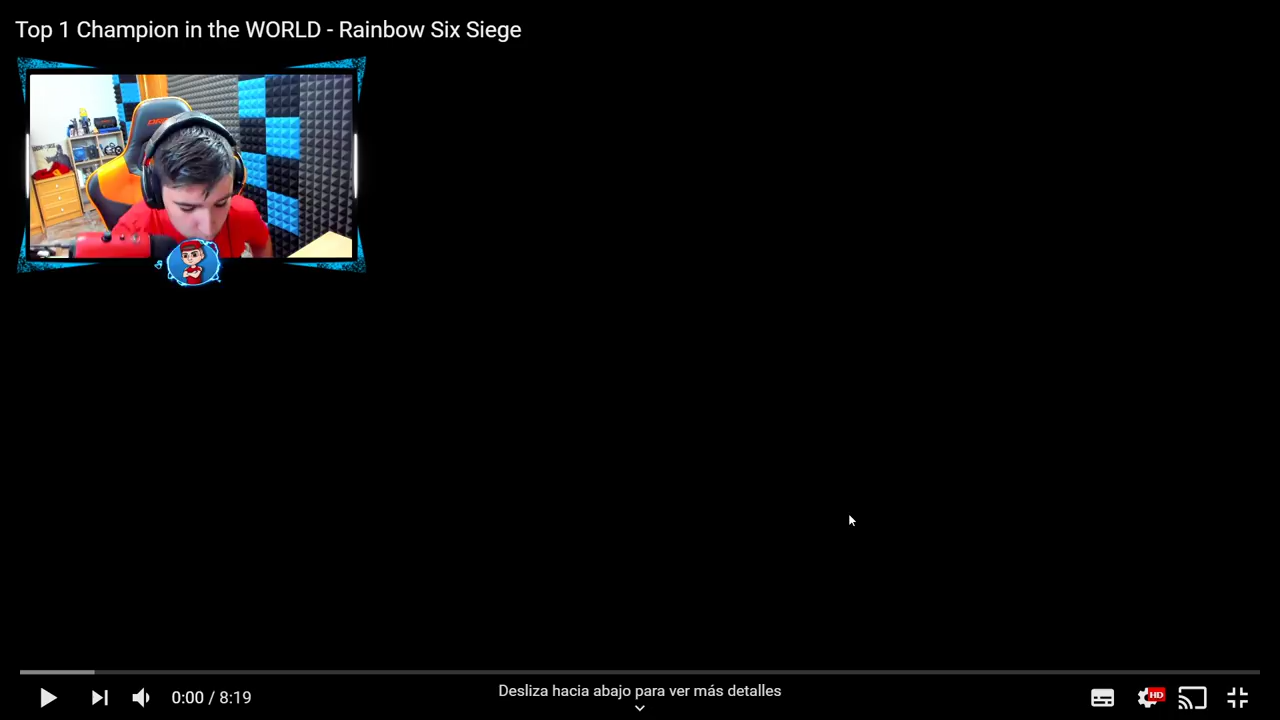 Top 1 Champion in the WORLD - Rainbow Six Siege
0:00 / 8:19
Desliza hacia abajo para ver más detalles
HD